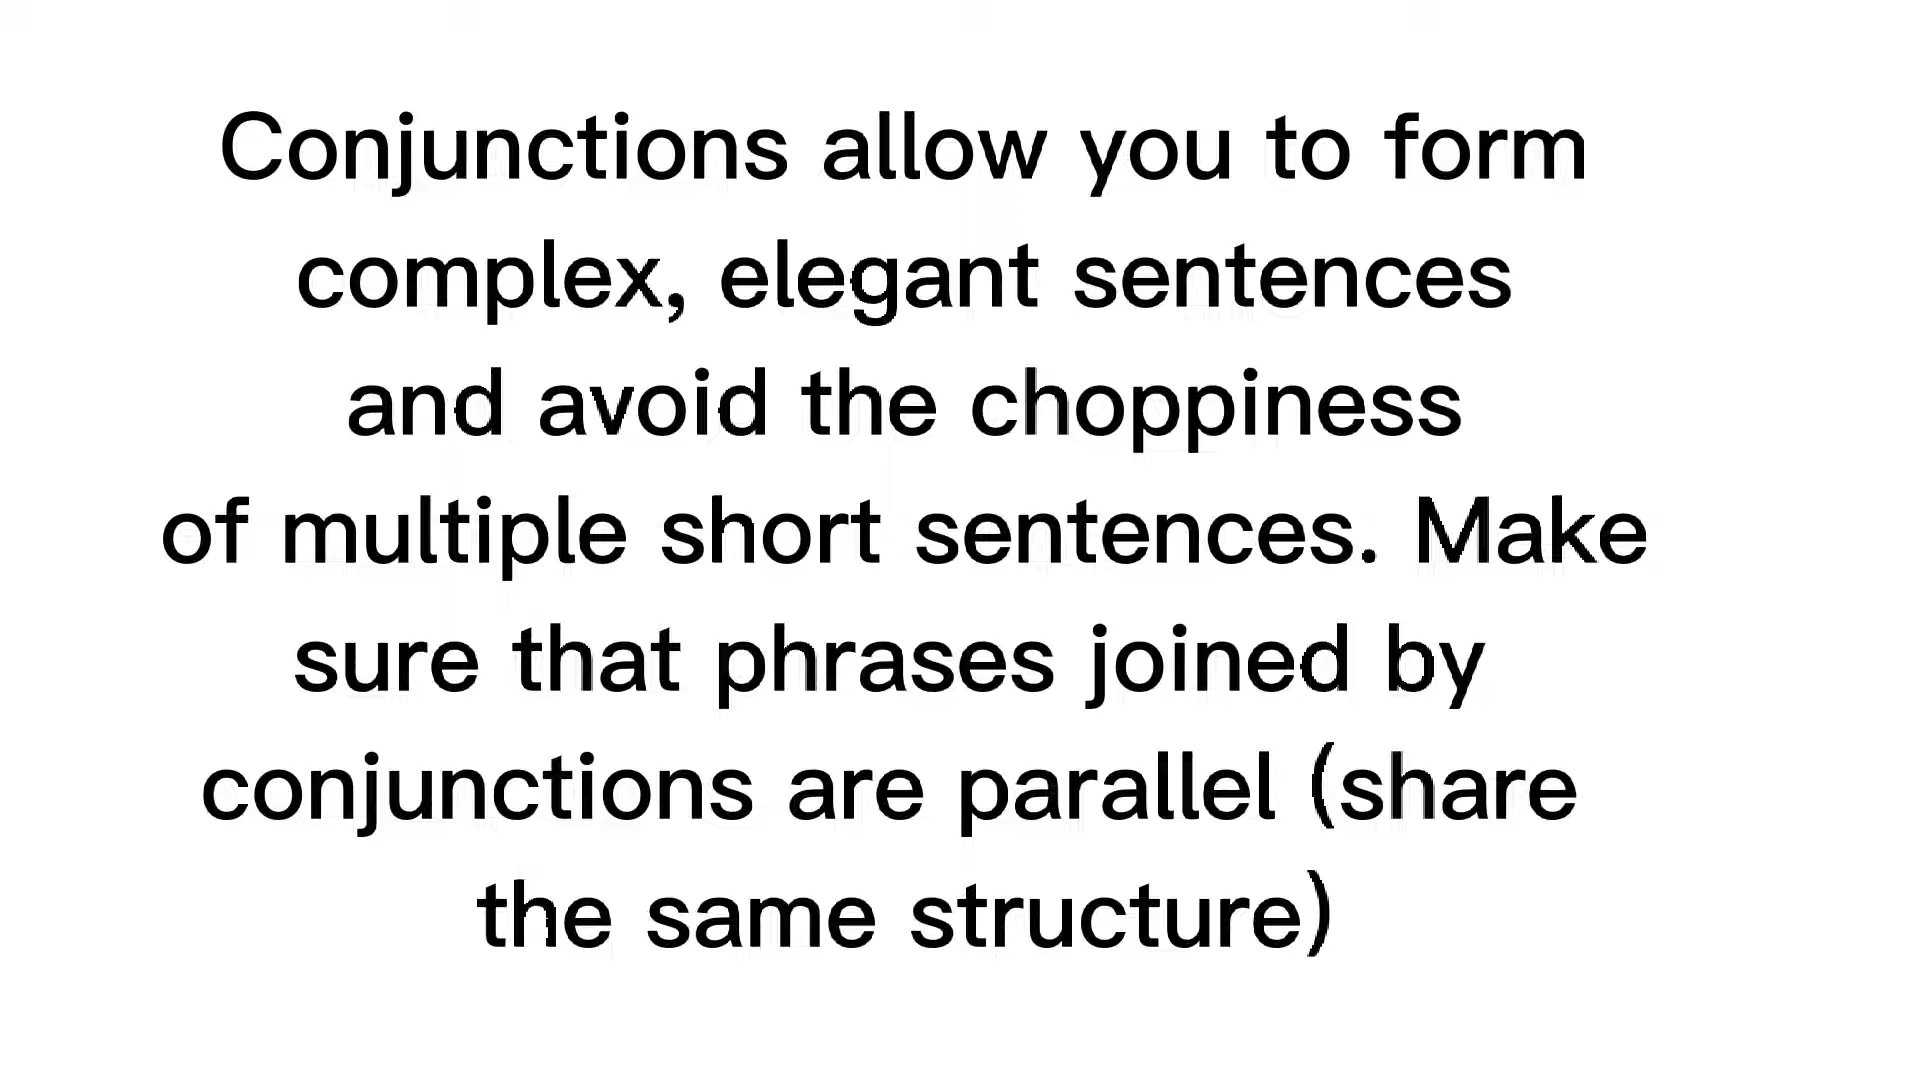 Conjunctions allow you to form
complex, elegant sentences
and avoid the choppiness
of multiple short sentences. Make
sure that phrases joined by
conjunctions are parallel (share
the same structure)